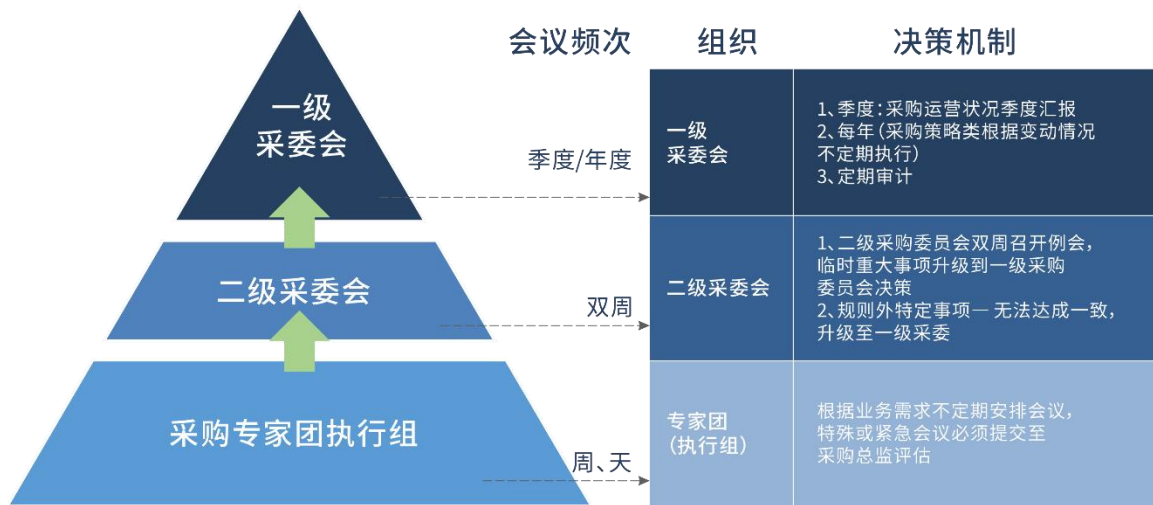 会议频次
组织
决策机制
一级
采委会
季度/年度
一级
采委会
1、季度：采购运营状况季度汇报
2、每年（采购策略类根据变动情况
不定期执行）
3、定期审计
二级采委会
双周
二级采委会
1、二级采购委员会双周召开例会，
临时重大事项升级到一级采购
委员会决策
2、规则外特定事项— 无法达成一致，
升级至一级采委
采购专家团执行组
周、天
专家团
（执行组）
根据业务需求不定期安排会议，
特殊或紧急会议必须提交至
采购总监评估